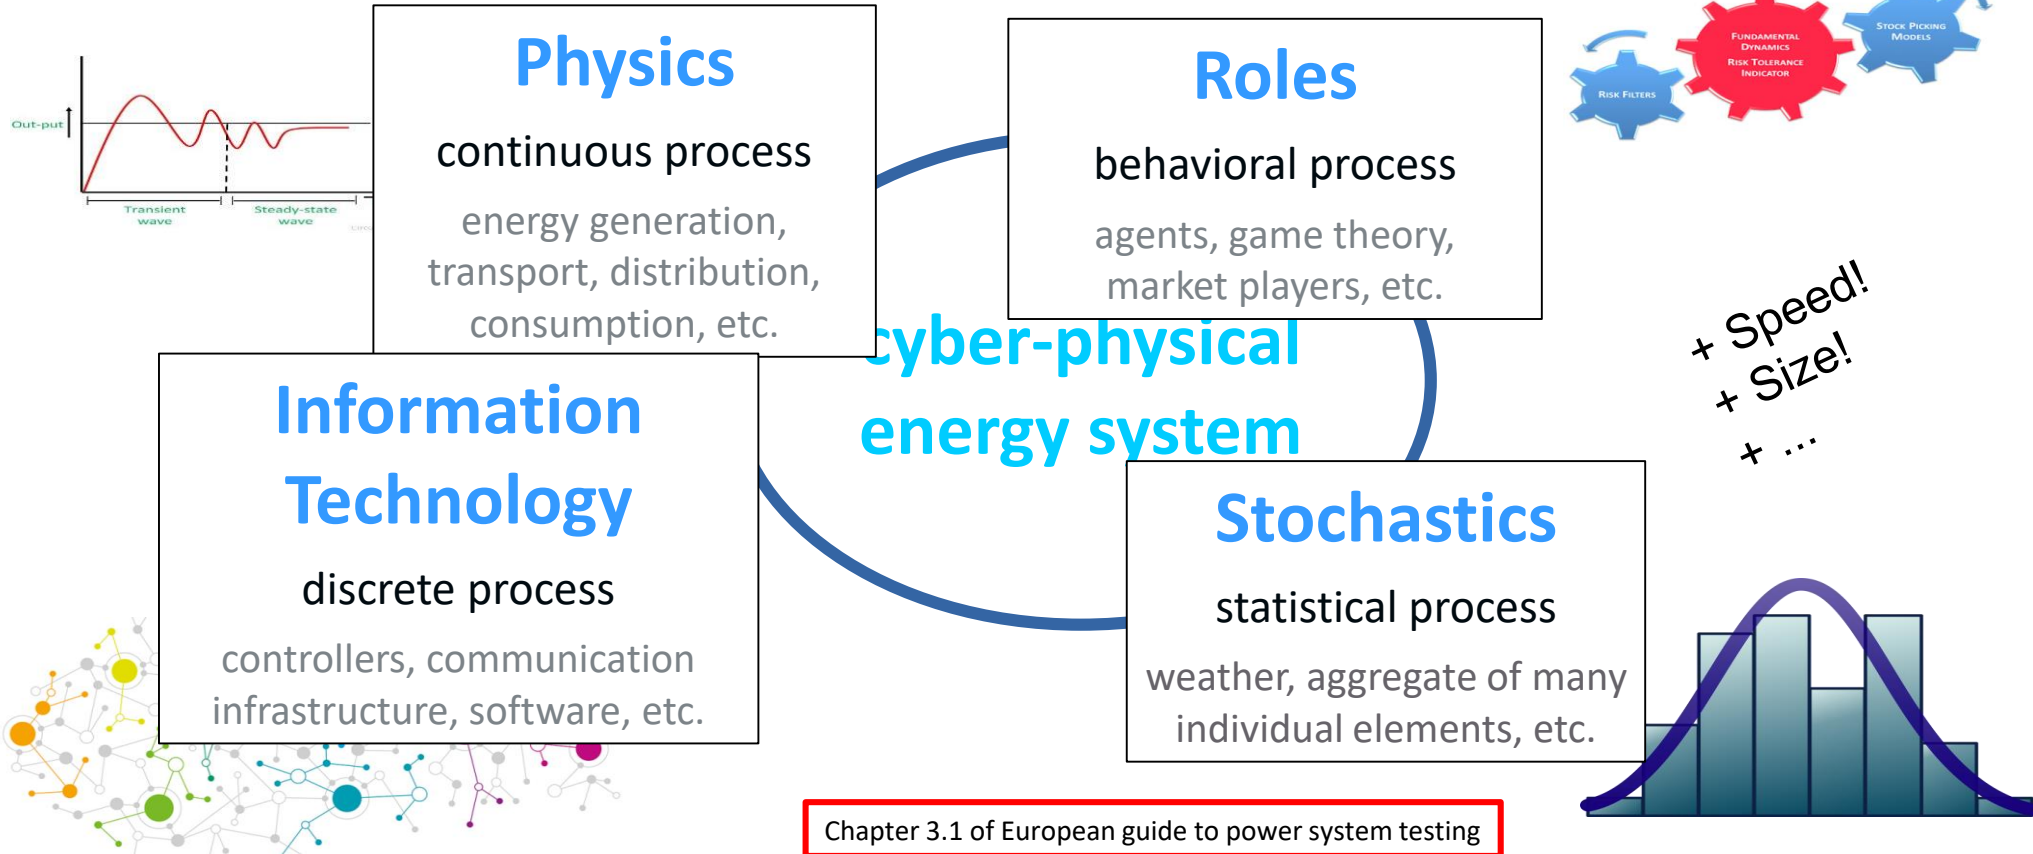 Physics
continuous process
energy generation,
transport, distribution,
consumption, etc.
Roles
behavioral process
agents, game theory,
market players, etc.
RISK FILTERS
FUNDAMENTAL
DYNAMICS
RISK TOLERANCE
INDICATOR
STOCK PICKING
MODELS
Out-put
Transient
wave
Steady-state
wave
cyber-physical
energy system
+ Speed!
+ Size!
+ ...
Information
Technology
discrete process
controllers, communication
infrastructure, software, etc.
Stochastics
statistical process
weather, aggregate of many
individual elements, etc.
Chapter 3.1 of European guide to power system testing